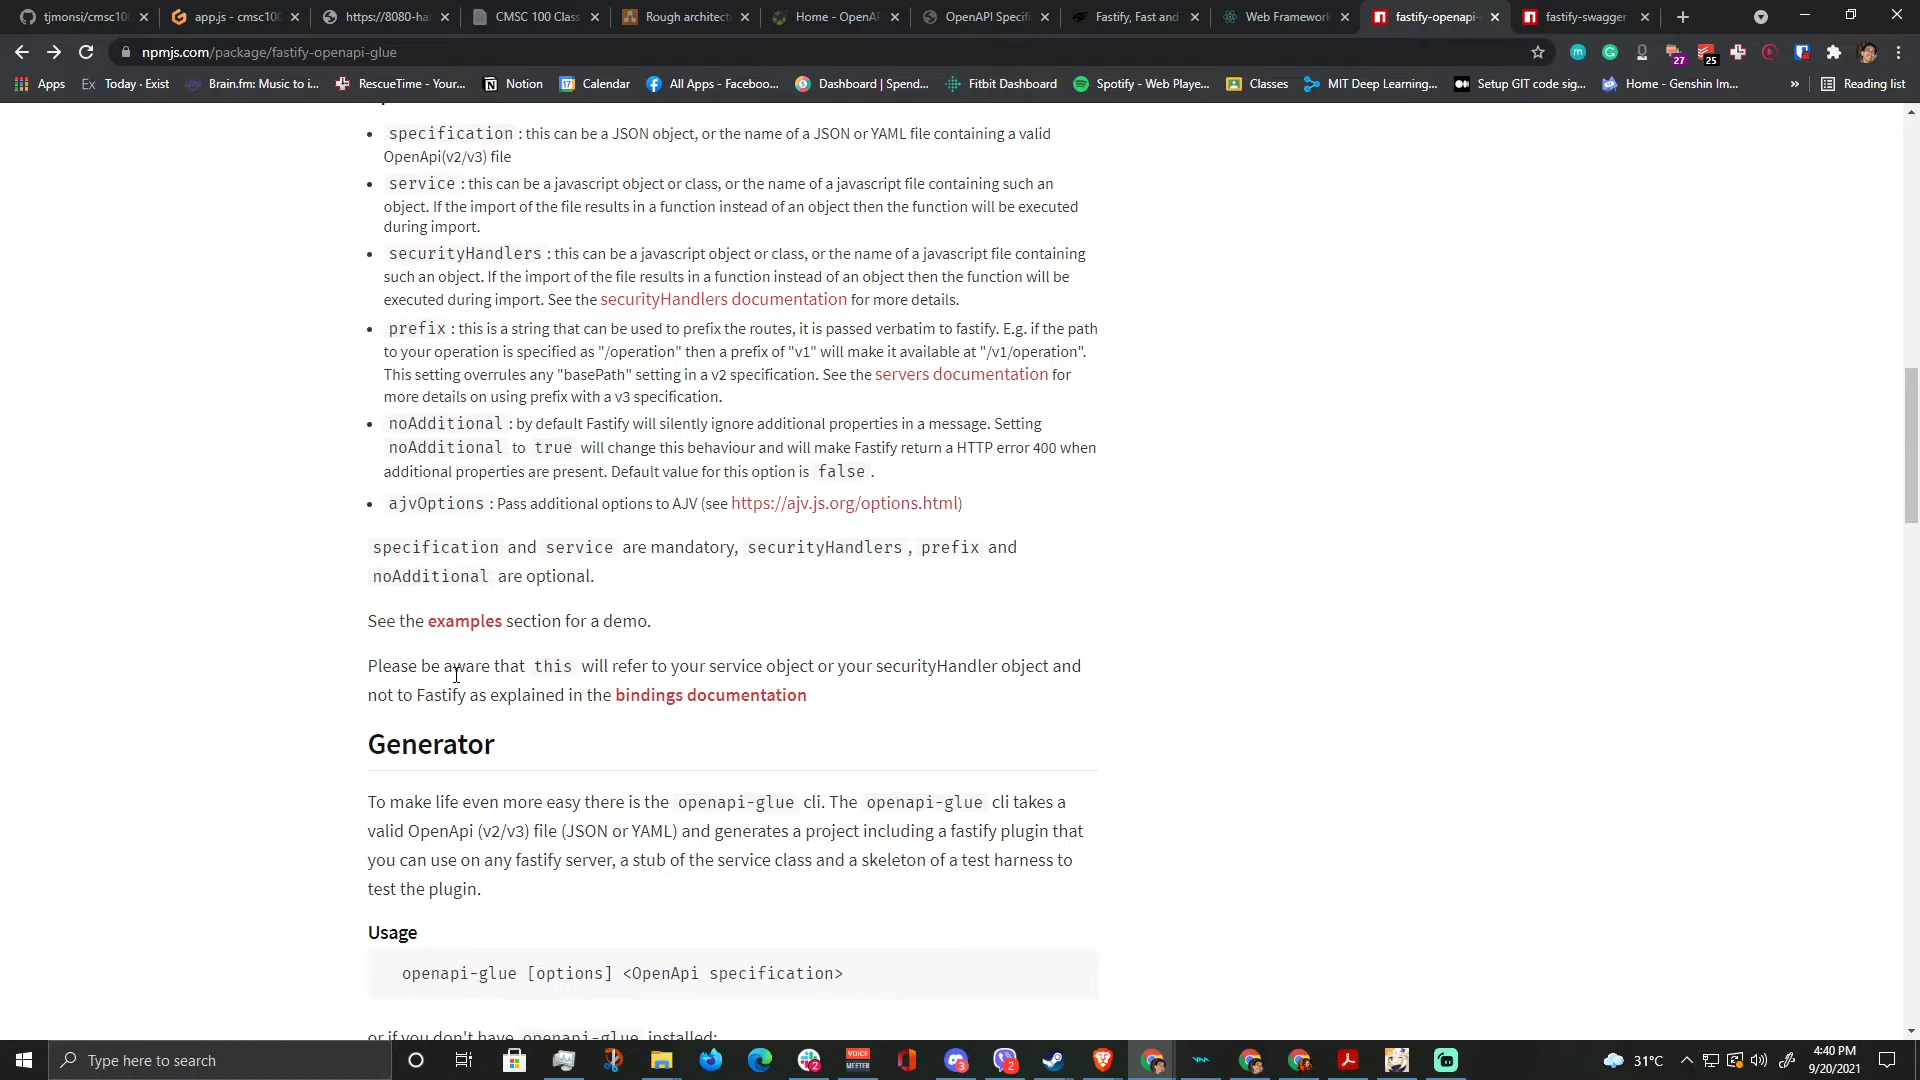 tjmonsi/cmsc10
app.js - cmsc10
https://8080-ha
CMSC 100 Class
Rough architect
Home - OpenA
OpenAPI Specif
Fastify, Fast and
Web Framework
fastify-openapi-
fastify-swagger
npmjs.com/package/fastify-openapi-glue
27
25
Apps
Ex Today · Exist
Brain.fm: Music to i...
RescueTime - Your...
Notion
17 Calendar
All Apps - Faceboo...
Dashboard | Spend...
Fitbit Dashboard
Spotify - Web Playe...
Classes
MIT Deep Learning...
Setup GIT code sig...
Home - Genshin Im...
»
Reading list
• specification : this can be a JSON object, or the name of a JSON or YAML file containing a valid
OpenApi(v2/v3) file
• service : this can be a javascript object or class, or the name of a javascript file containing such an
object. If the import of the file results in a function instead of an object then the function will be executed
during import.
• securityHandlers : this can be a javascript object or class, or the name of a javascript file containing
such an object. If the import of the file results in a function instead of an object then the function will be
executed during import. See the securityHandlers documentation for more details.
• prefix : this is a string that can be used to prefix the routes, it is passed verbatim to fastify. E.g. if the path
to your operation is specified as "/operation" then a prefix of "v1" will make it available at "/v1/operation".
This setting overrules any "basePath" setting in a v2 specification. See the servers documentation for
more details on using prefix with a v3 specification.
• noAdditional : by default Fastify will silently ignore additional properties in a message. Setting
noAdditional to true will change this behaviour and will make Fastify return a HTTP error 400 when
additional properties are present. Default value for this option is false .
• ajvOptions : Pass additional options to AJV (see https://ajv.js.org/options.html)
specification and service are mandatory, securityHandlers , prefix and
noAdditional are optional.
See the examples section for a demo.
Please be aware that this will refer to your service object or your securityHandler object and
not to Fastify as explained in the bindings documentation
Generator
To make life even more easy there is the openapi-glue cli. The openapi-glue cli takes a
valid OpenApi (v2/v3) file (JSON or YAML) and generates a project including a fastify plugin that
you can use on any fastify server, a stub of the service class and a skeleton of a test harness to
test the plugin.
Usage
openapi-glue [options] <OpenApi specification>
or if you don't have openapi-glue installed:
Type here to search
2
VOICE
MEETER
3
2
31°C
4:40 PM
9/20/2021